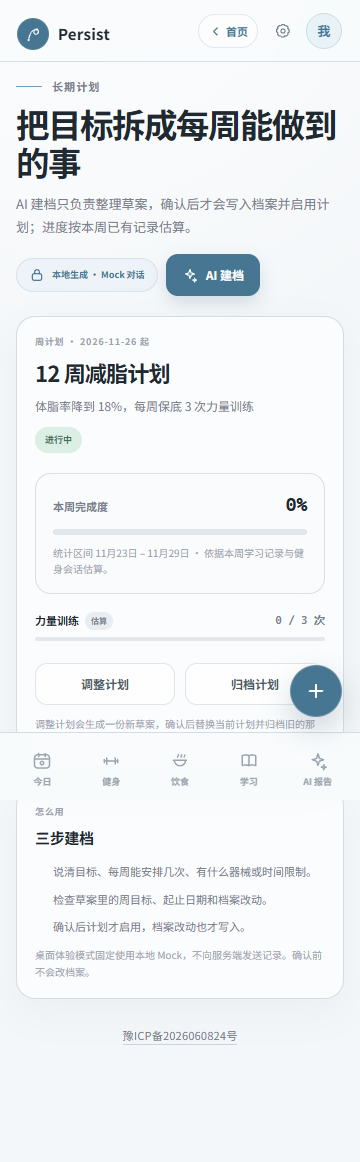 Persist
首页
我
长期计划
把目标拆成每周能做到
的事
AI 建档只负责整理草案，确认后才会写入档案并启用计
划；进度按本周已有记录估算。
本地生成 · Mock 对话
AI 建档
周计划 · 2026-11-26 起
12 周减脂计划
体脂率降到 18%，每周保底 3 次力量训练
进行中
本周完成度
0%
统计区间 11月23日 – 11月29日 · 依据本周学习记录与健
身会话估算。
力量训练 估算
0 / 3 次
调整计划
归档计划
调整计划会生成一份新草案，确认后替换当前计划并归档旧的那
今日
健身
饮食
学习
AI 报告
怎么用
三步建档
说清目标、每周能安排几次、有什么器械或时间限制。
检查草案里的周目标、起止日期和档案改动。
确认后计划才启用，档案改动也才写入。
桌面体验模式固定使用本地 Mock，不向服务端发送记录。确认前
不会改档案。
豫ICP备2026060824号